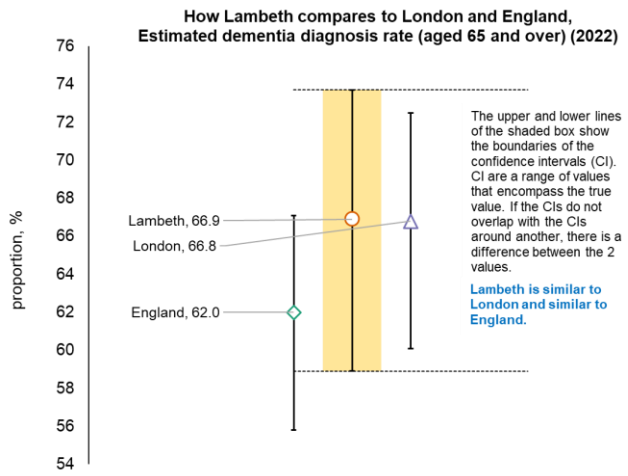 How Lambeth compares to London and England,
Estimated dementia diagnosis rate (aged 65 and over) (2022)
76
74
72
70
68
66
64
62
60
58
56
54
proportion, %
Lambeth, 66.9
London, 66.8
England, 62.0
The upper and lower lines
of the shaded box show
the boundaries of the
confidence intervals (CI).
CI are a range of values
that encompass the true
value. If the CIs do not
overlap with the CIs
around another, there is a
difference between the 2
values.
Lambeth is similar to
London and similar to
England.